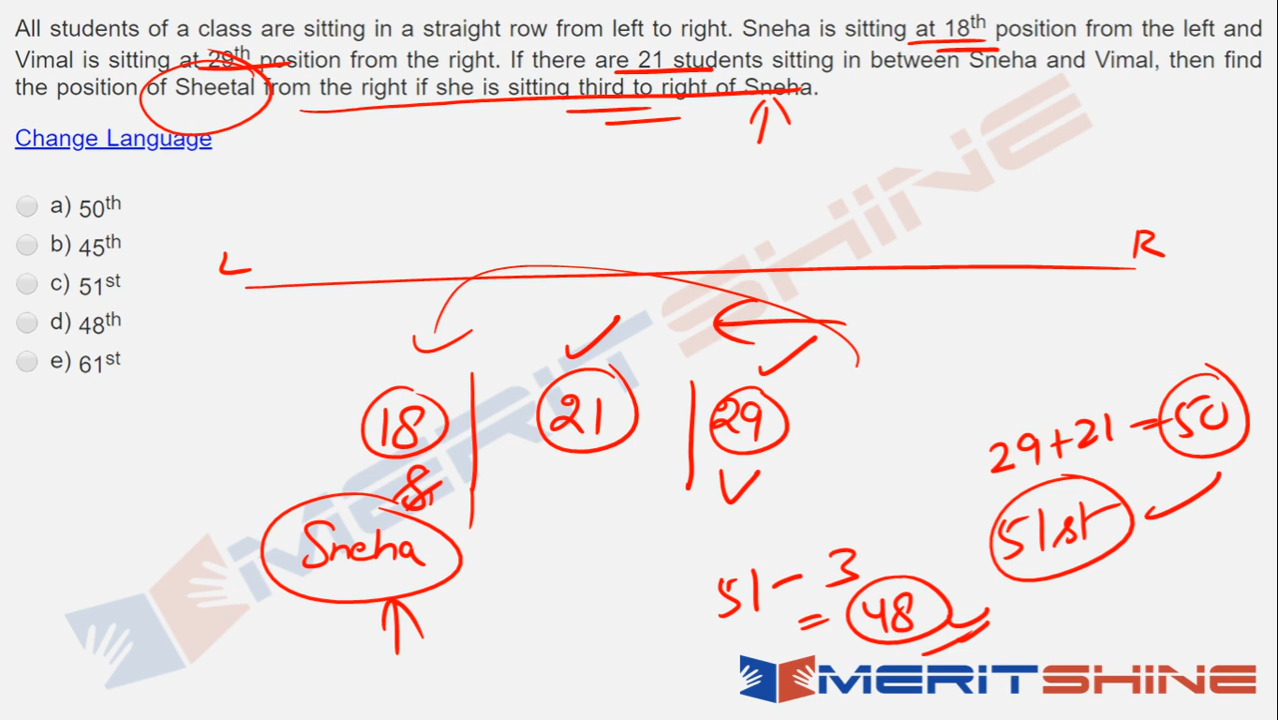 All students of a class are sitting in a straight row from left to right. Sneha is sitting at 18th position from the left and
Vimal is sitting at 29th position from the right. If there are 21 students sitting in between Sneha and Vimal, then find
the position of Sheetal from the right if she is sitting third to right of Sneha.
Change Language
a) 50th
b) 45th
c) 51st
d) 48th
e) 61st
L
R
18
21
29
29+21=50
Sneha
51st
51-3
=48
MERITSHINE
MERITSHINE